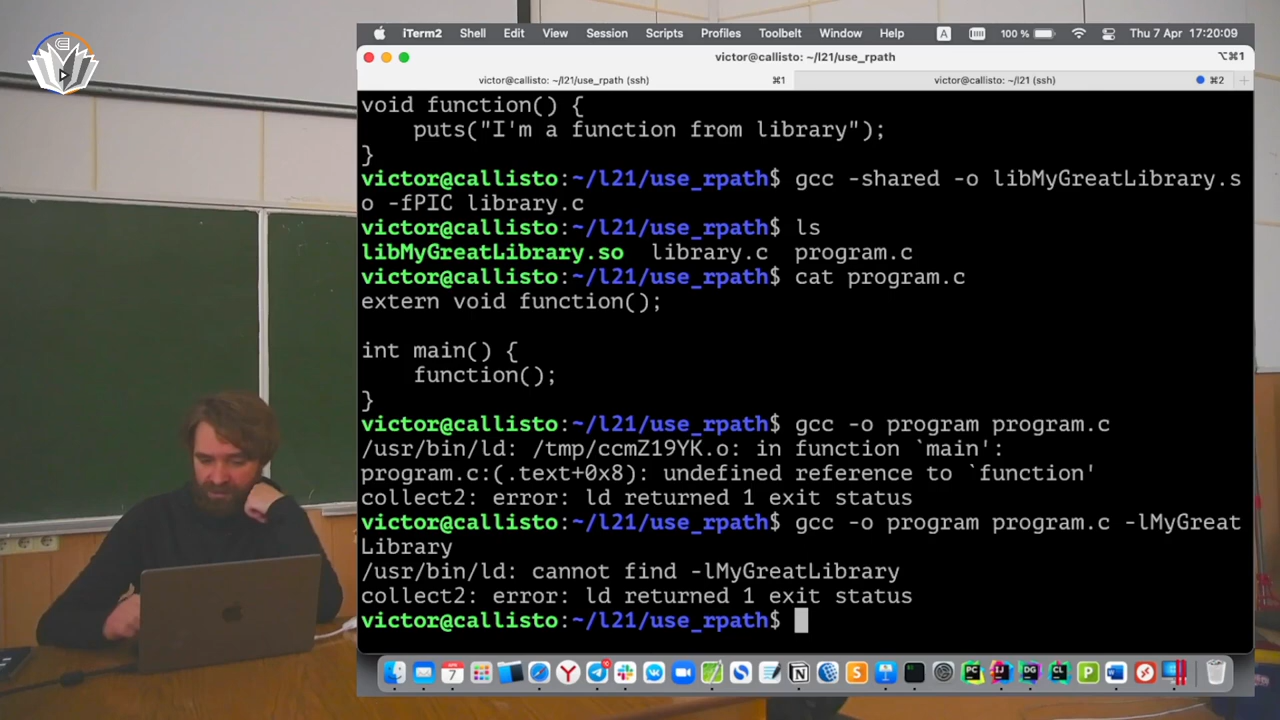 iTerm2 Shell Edit View Session Scripts Profiles Toolbelt Window Help A 100 % Thu 7 Apr 17:20:09
victor@callisto: ~/l21/use_rpath ⌥⌘1
victor@callisto: ~/l21/use_rpath (ssh) ⌘1 victor@callisto: ~/l21 (ssh) ⌘2
void function() {
puts("I'm a function from library");
}
victor@callisto:~/l21/use_rpath$ gcc -shared -o libMyGreatLibrary.s
o -fPIC library.c
victor@callisto:~/l21/use_rpath$ ls
libMyGreatLibrary.so library.c program.c
victor@callisto:~/l21/use_rpath$ cat program.c
extern void function();
int main() {
function();
}
victor@callisto:~/l21/use_rpath$ gcc -o program program.c
/usr/bin/ld: /tmp/ccmZ19YK.o: in function `main':
program.c:(.text+0x8): undefined reference to `function'
collect2: error: ld returned 1 exit status
victor@callisto:~/l21/use_rpath$ gcc -o program program.c -lMyGreat
Library
/usr/bin/ld: cannot find -lMyGreatLibrary
collect2: error: ld returned 1 exit status
victor@callisto:~/l21/use_rpath$